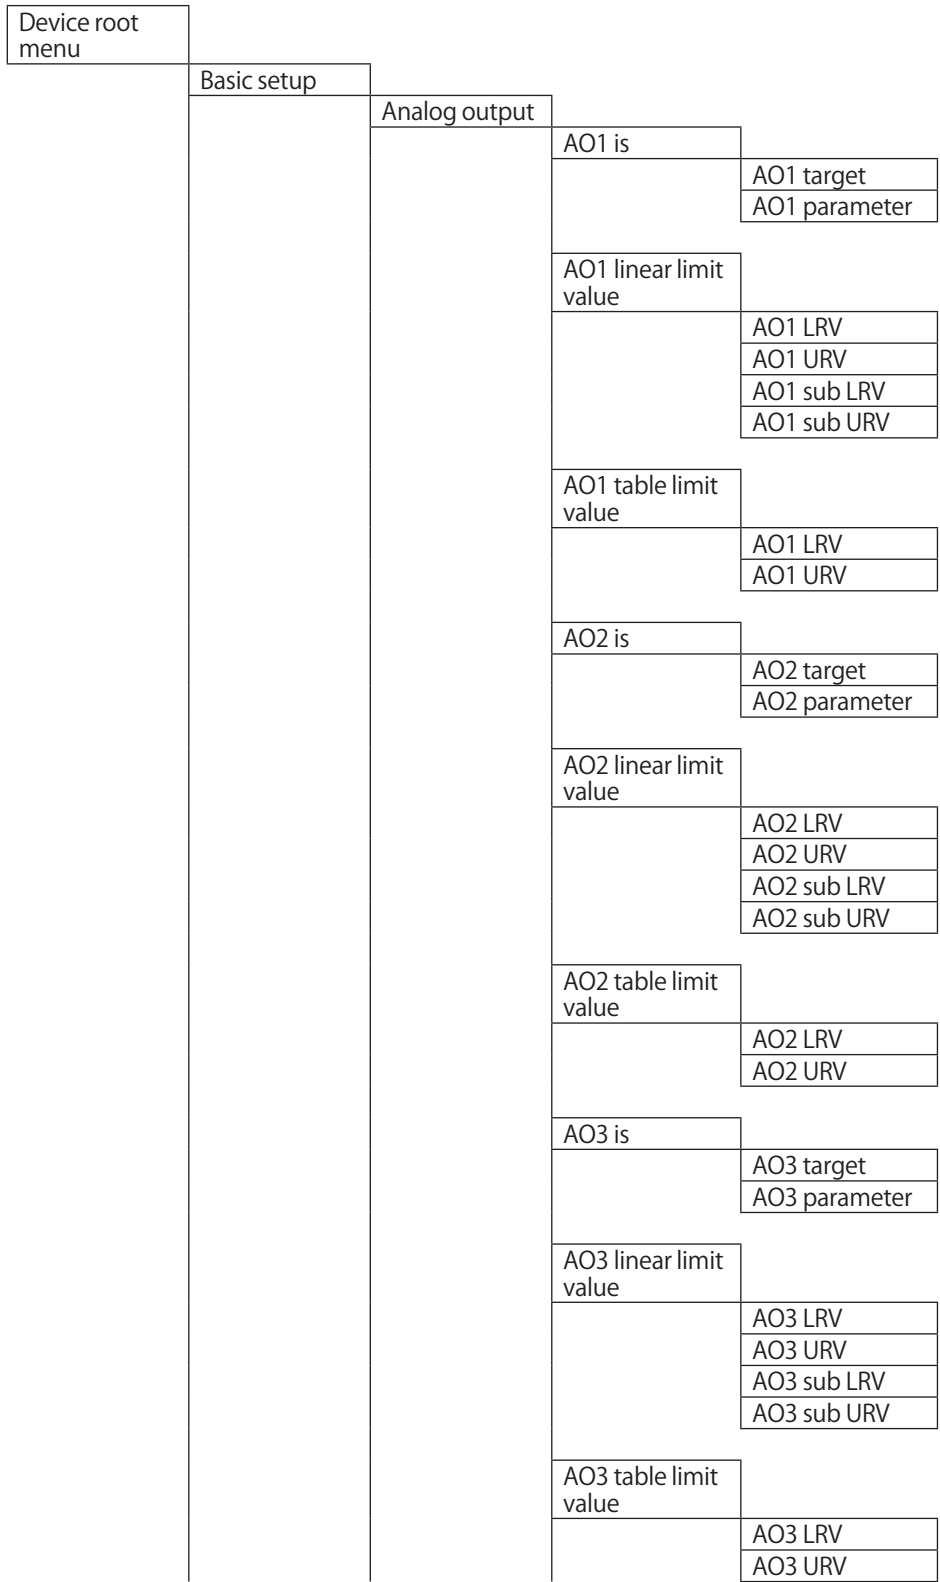 Device root
menu
Basic setup
Analog output
AO1 is
AO1 target
AO1 parameter
AO1 linear limit
value
AO1 LRV
AO1 URV
AO1 sub LRV
AO1 sub URV
AO1 table limit
value
AO1 LRV
AO1 URV
AO2 is
AO2 target
AO2 parameter
AO2 linear limit
value
AO2 LRV
AO2 URV
AO2 sub LRV
AO2 sub URV
AO2 table limit
value
AO2 LRV
AO2 URV
AO3 is
AO3 target
AO3 parameter
AO3 linear limit
value
AO3 LRV
AO3 URV
AO3 sub LRV
AO3 sub URV
AO3 table limit
value
AO3 LRV
AO3 URV